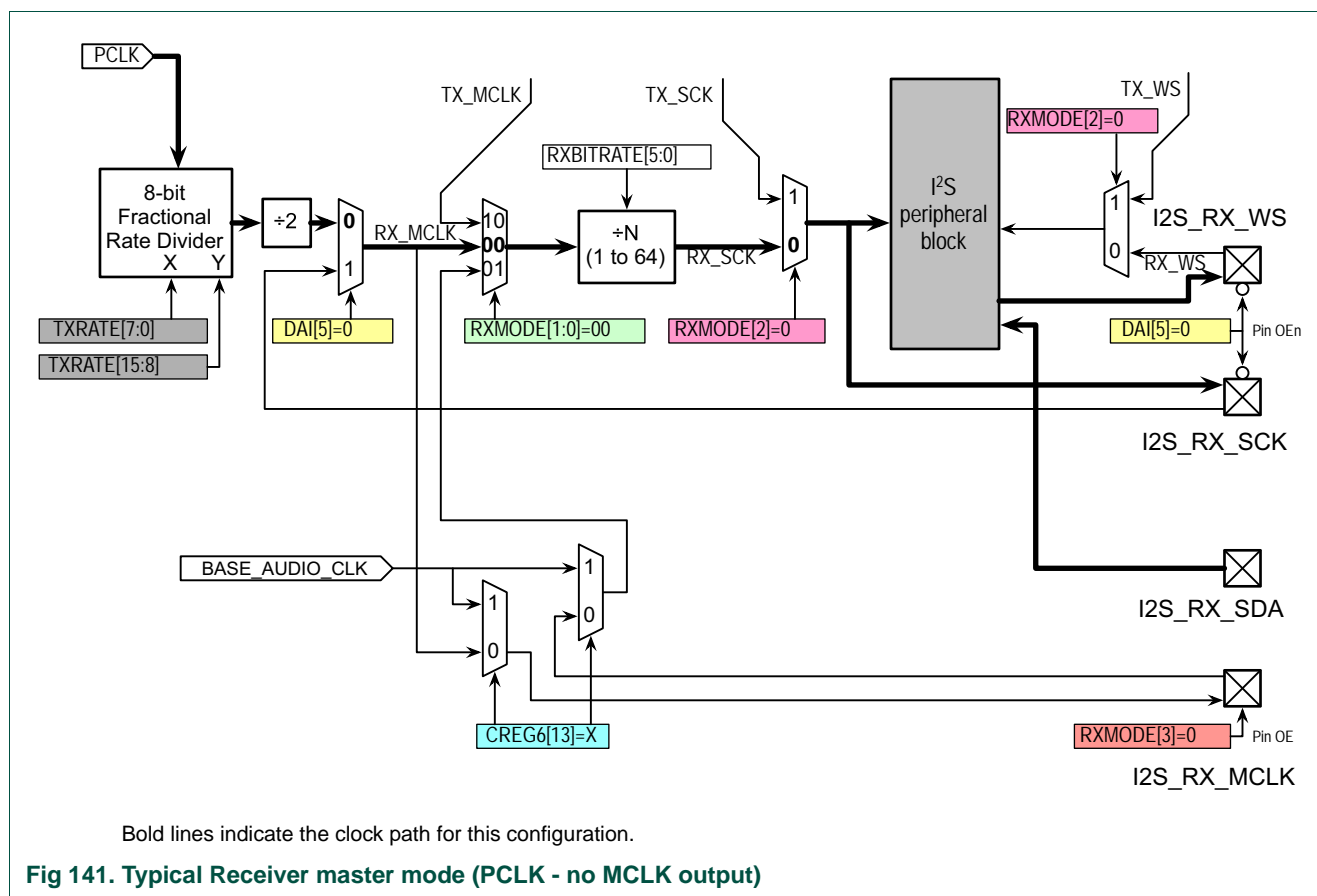 PCLK
TX_MCLK
TX_SCK
TX_WS
RXMODE[2]=0
RXBITRATE[5:0]
8-bit
Fractional
Rate Divider
X Y
÷2
0
1
RX_MCLK
10
00
01
÷N
(1 to 64)
RX_SCK
1
0
I²S
peripheral
block
1
0
I2S_RX_WS
RX_WS
TXRATE[7:0]
TXRATE[15:8]
DAI[5]=0
RXMODE[1:0]=00
RXMODE[2]=0
DAI[5]=0
Pin OEn
I2S_RX_SCK
BASE_AUDIO_CLK
1
0
1
0
I2S_RX_SDA
CREG6[13]=X
RXMODE[3]=0
Pin OE
I2S_RX_MCLK
Bold lines indicate the clock path for this configuration.
Fig 141. Typical Receiver master mode (PCLK - no MCLK output)